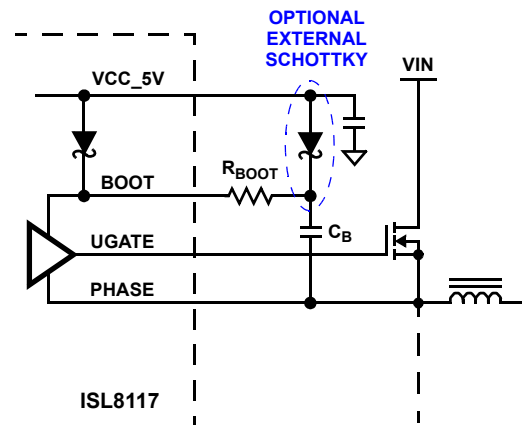 OPTIONAL
EXTERNAL
SCHOTTKY
VCC_5V
VIN
BOOT
RBOOT
CB
UGATE
PHASE
ISL8117